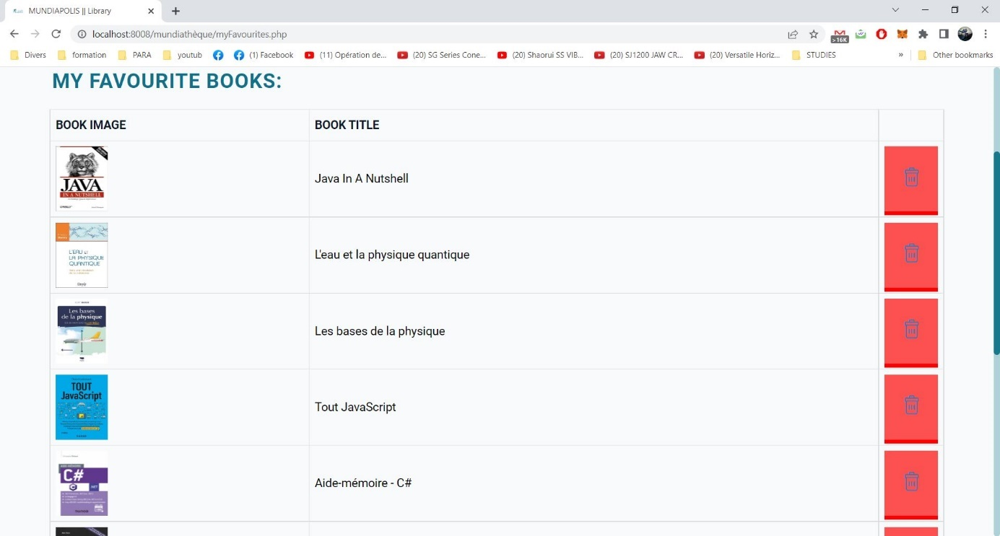 MUNDIAPOLIS || Library
localhost:8008/mundiathèque/myFavourites.php
>16K
Divers formation PARA youtub (1) Facebook (11) Opération de... (20) SG Series Cone... (20) Shaorui SS VIB... (20) SJ1200 JAW CR... (20) Versatile Horiz... STUDIES » Other bookmarks
MY FAVOURITE BOOKS:
BOOK IMAGE BOOK TITLE
JAVA
IN A NUTSHELL
Java In A Nutshell
L'EAU et
LA PHYSIQUE
QUANTIQUE
L'eau et la physique quantique
Les bases
de la physique
Les bases de la physique
TOUT
JavaScript
Tout JavaScript
AIDE-MÉMOIRE
C#
.NET
Aide-mémoire - C#